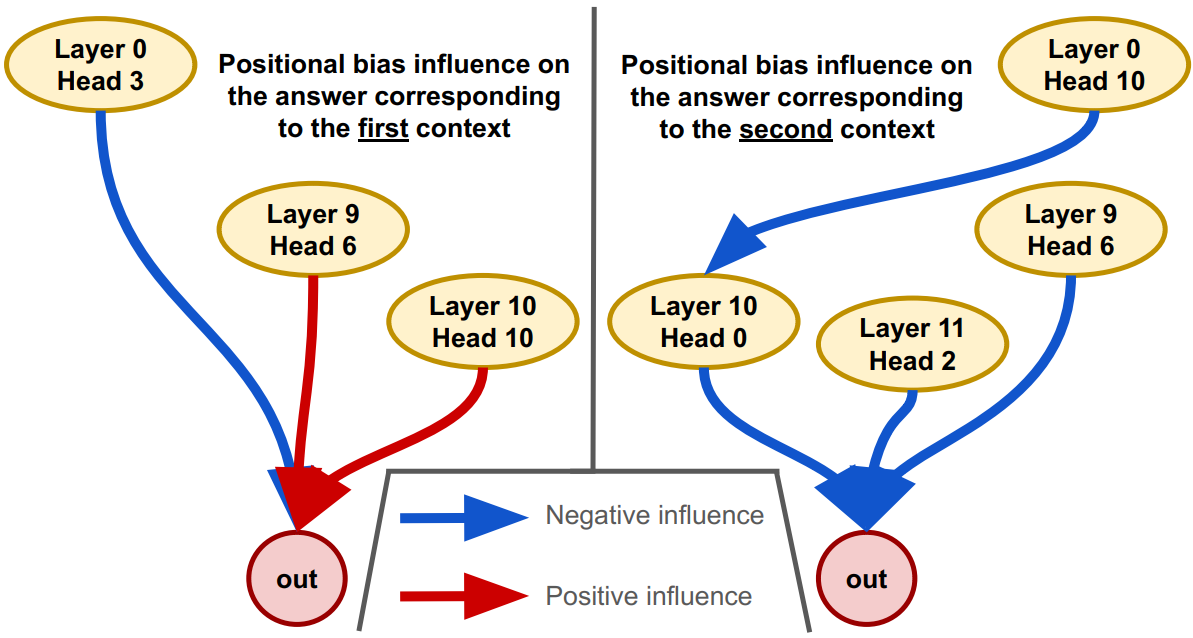 Layer 0
Head 3
Positional bias influence on
the answer corresponding
to the first context
Layer 9
Head 6
Layer 10
Head 10
out
Positional bias influence on
the answer corresponding
to the second context
Layer 0
Head 10
Layer 9
Head 6
Layer 10
Head 0
Layer 11
Head 2
out
Negative influence
Positive influence